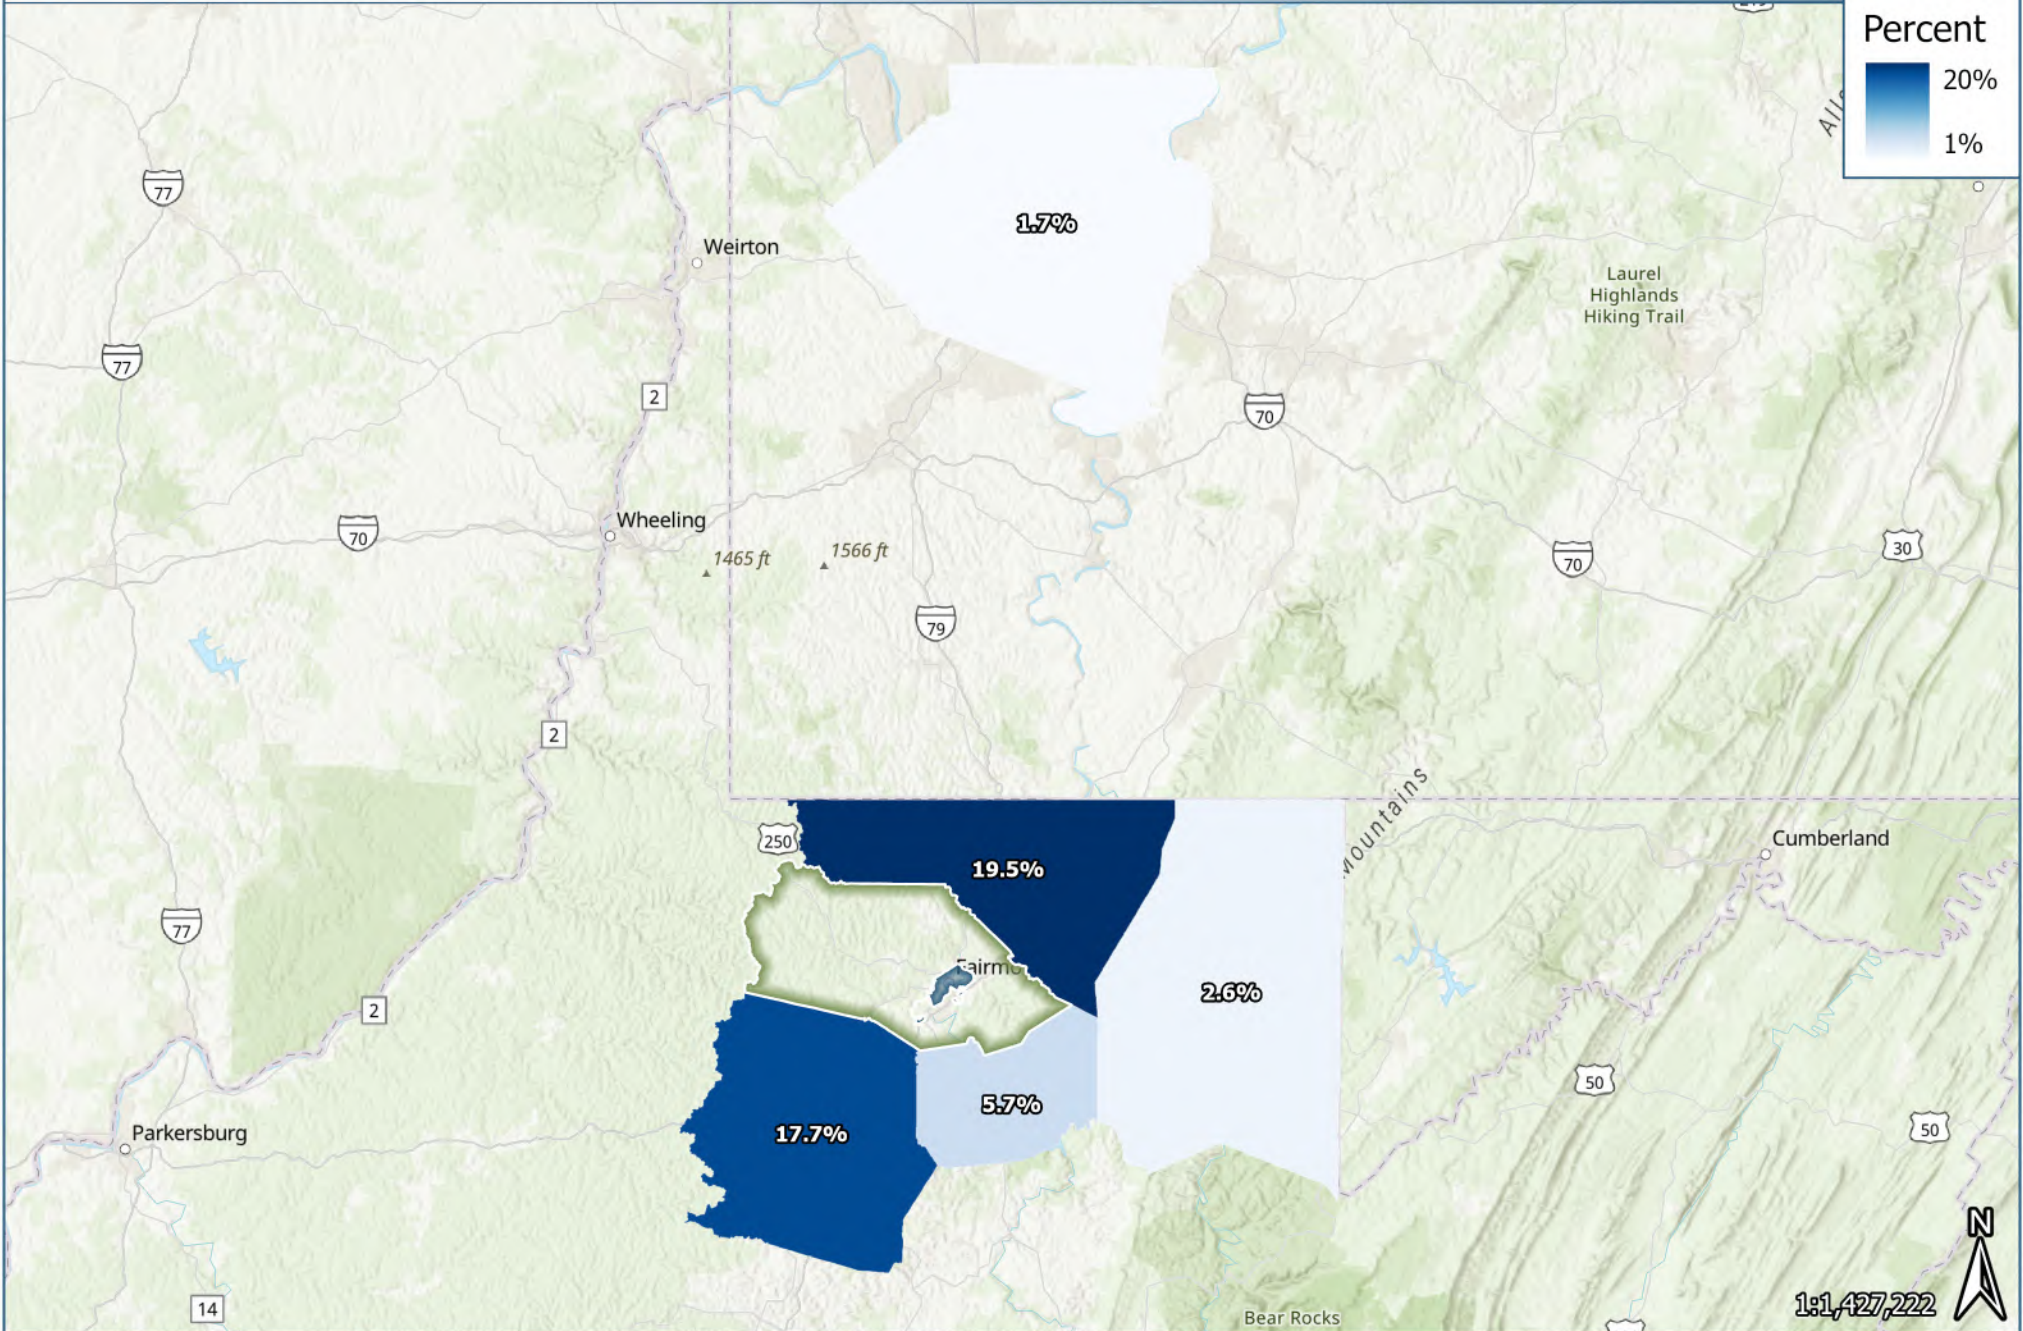 Percent
20%
1%
77
1.7%
Weirton
Laurel
Highlands
Hiking Trail
77
2
70
Wheeling
70
1465 ft
1566 ft
30
70
79
2
Mountains
250
Cumberland
19.5%
77
2.6%
2
50
5.7%
17.7%
50
Parkersburg
N
14
1:1,427,222
Bear Rocks